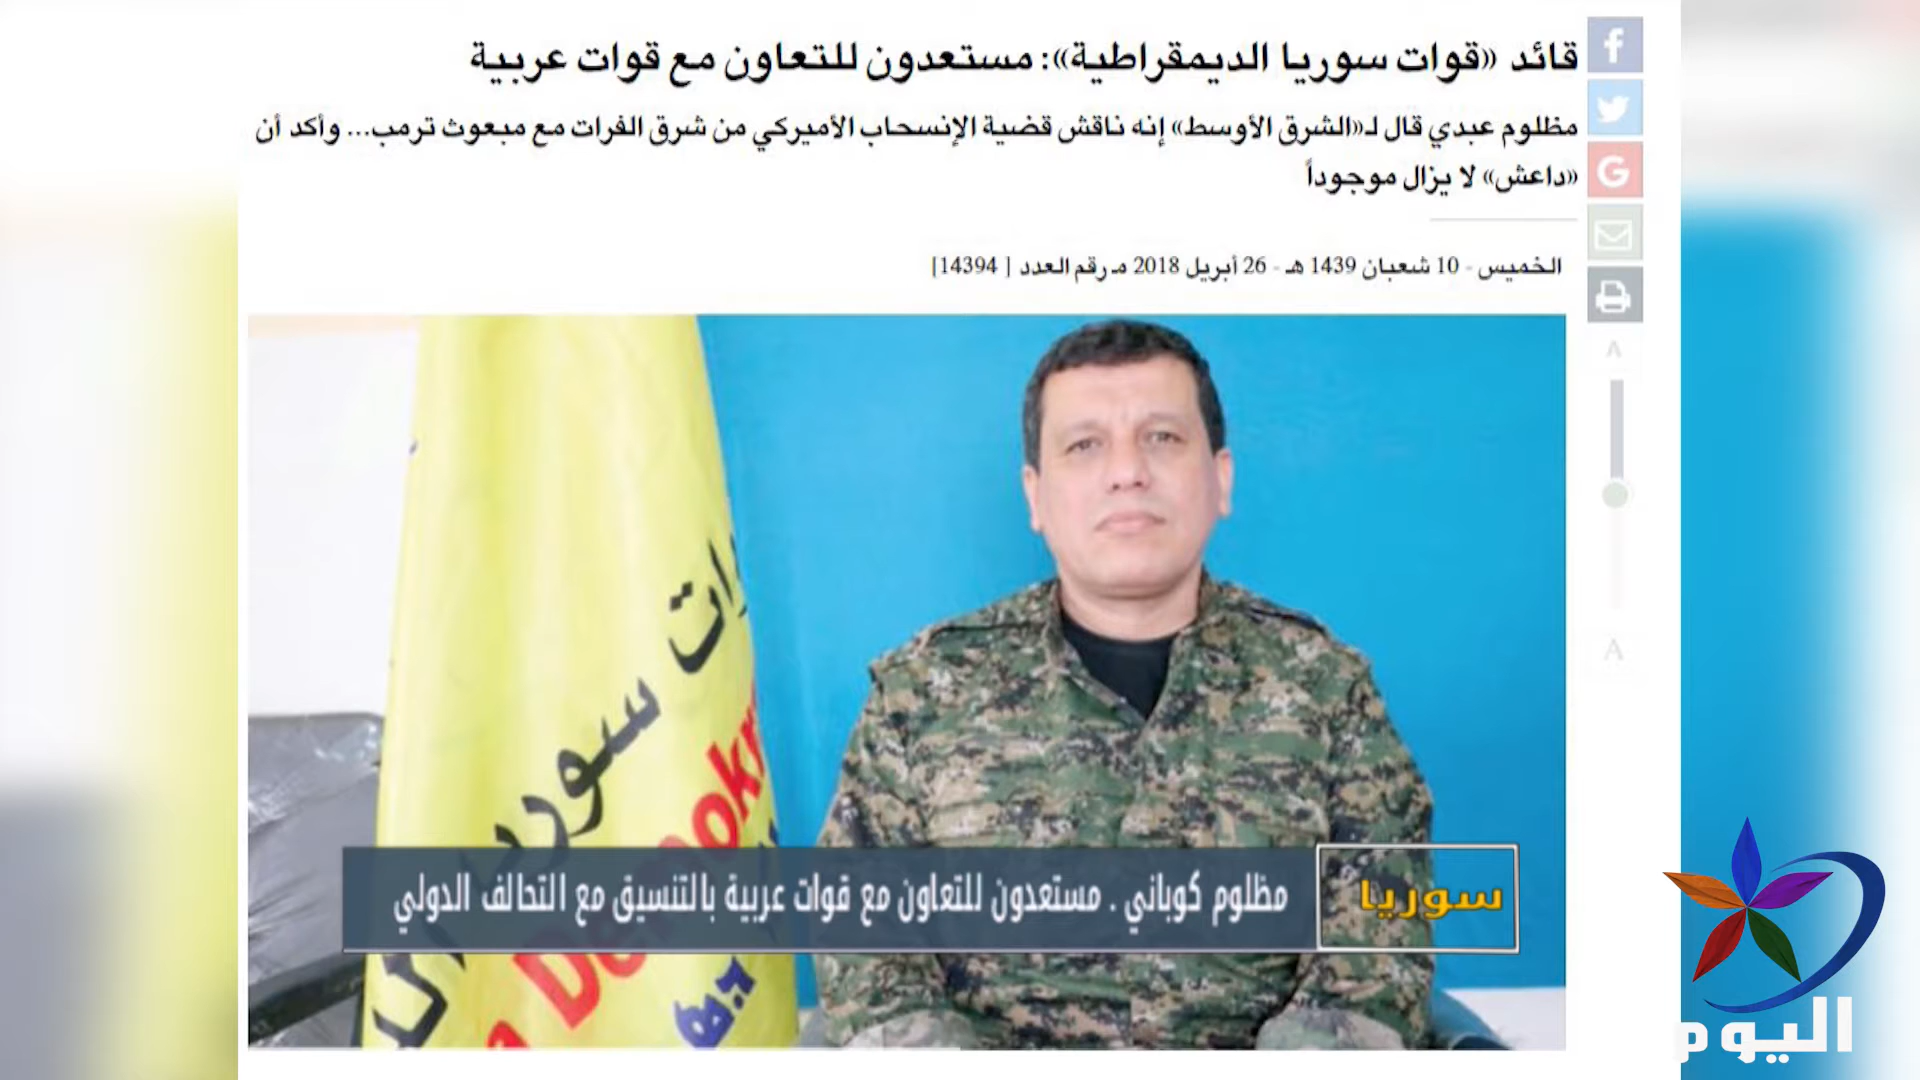 قائد «قوات سوريا الديمقراطية»: مستعدون للتعاون مع قوات عربية
مظلوم عبدي قال لـ«الشرق الأوسط» إنه ناقش قضية الإنسحاب الأميركي من شرق الفرات مع مبعوث ترمب... وأكد أن
«داعش» لا يزال موجوداً
الخميس - 10 شعبان 1439 هـ - 26 أبريل 2018 مـ رقم العدد [ 14394]
A
A
سوريا
مظلوم كوباني . مستعدون للتعاون مع قوات عربية بالتنسيق مع التحالف الدولي
اليوم